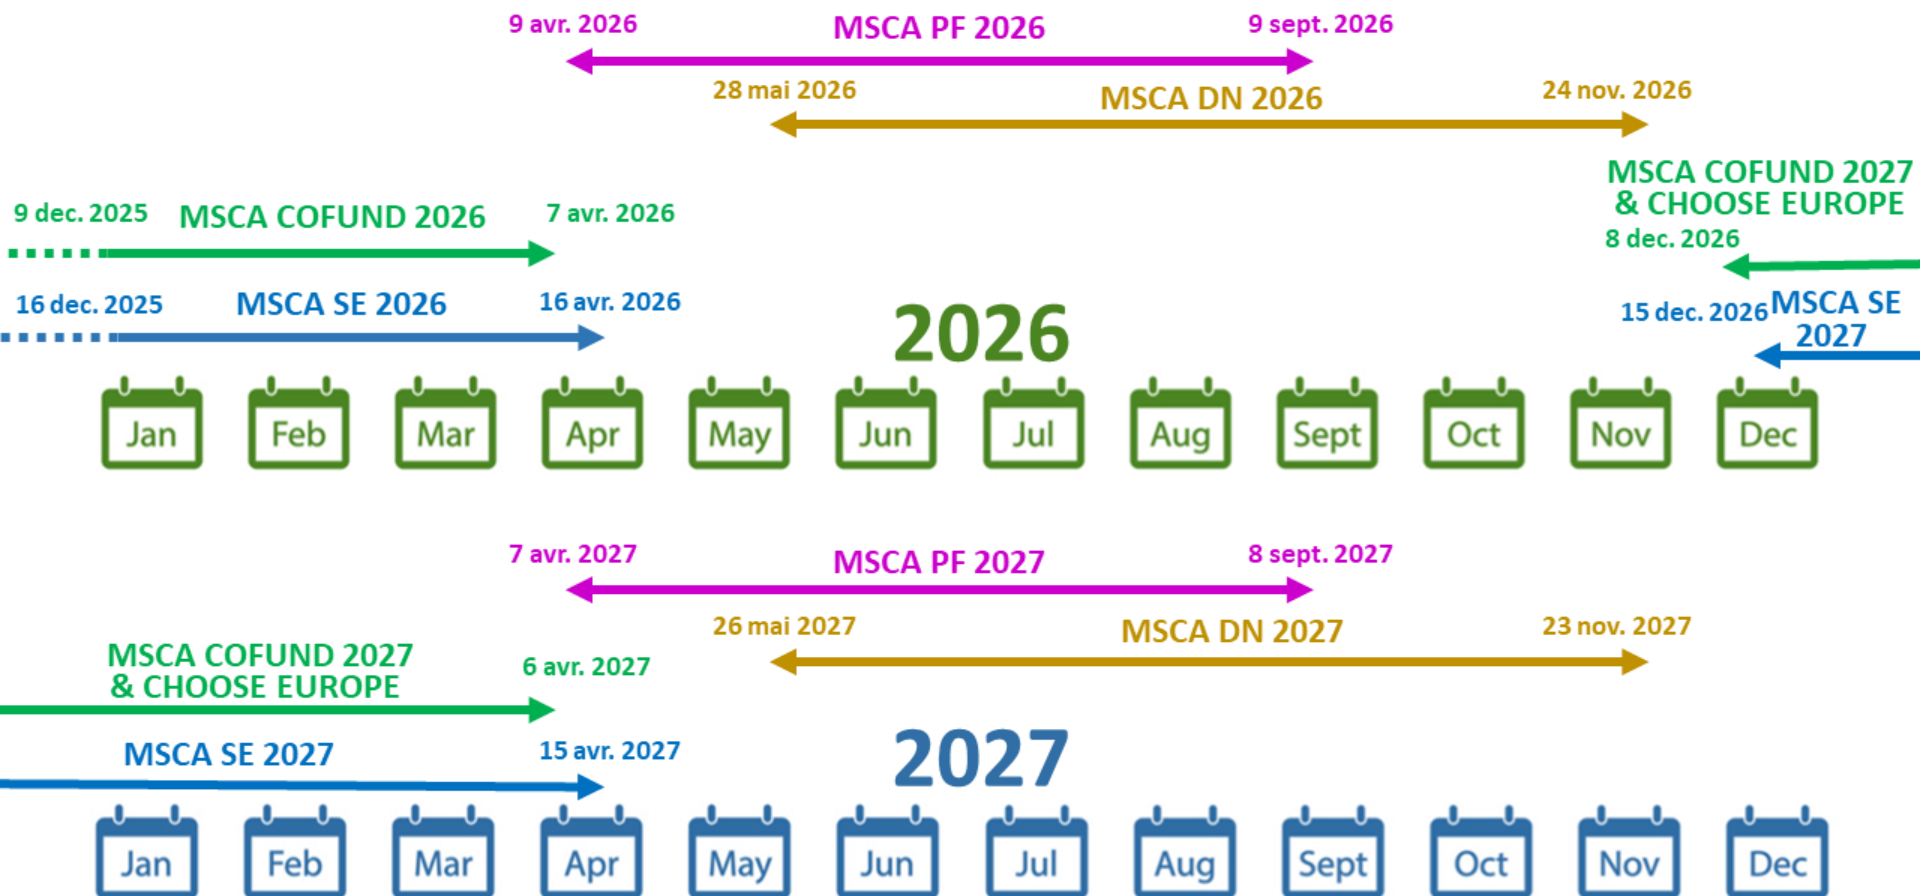 9 avr. 2026 MSCA PF 2026 9 sept. 2026
28 mai 2026 MSCA DN 2026 24 nov. 2026
MSCA COFUND 2027
& CHOOSE EUROPE
9 dec. 2025 MSCA COFUND 2026 7 avr. 2026
8 dec. 2026
16 dec. 2025 MSCA SE 2026 16 avr. 2026
15 dec. 2026 MSCA SE
2027
2026
Jan Feb Mar Apr May Jun Jul Aug Sept Oct Nov Dec
7 avr. 2027 MSCA PF 2027 8 sept. 2027
26 mai 2027 MSCA DN 2027 23 nov. 2027
MSCA COFUND 2027
& CHOOSE EUROPE
6 avr. 2027
MSCA SE 2027 15 avr. 2027
2027
Jan Feb Mar Apr May Jun Jul Aug Sept Oct Nov Dec